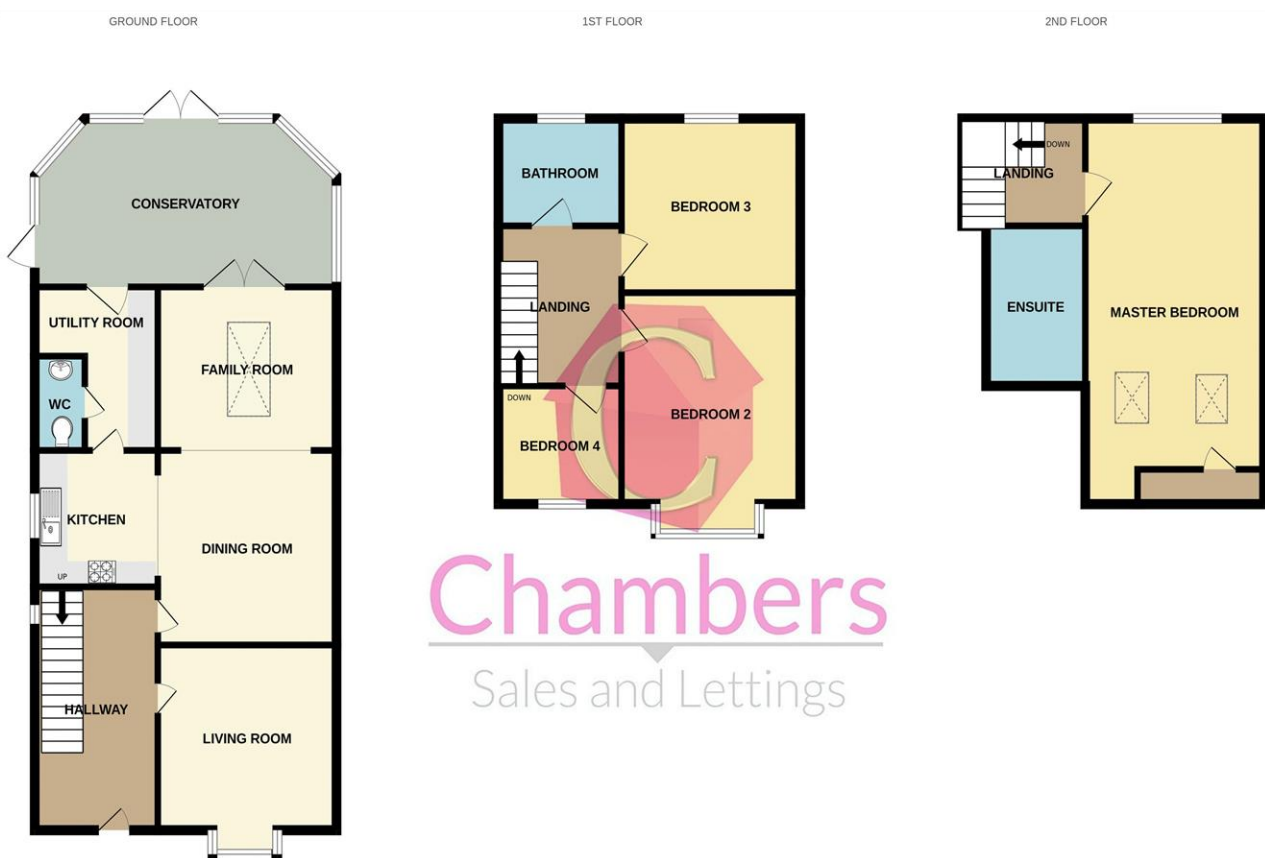 GROUND FLOOR
1ST FLOOR
2ND FLOOR
CONSERVATORY
UTILITY ROOM
FAMILY ROOM
WC
KITCHEN
DINING ROOM
UP
HALLWAY
LIVING ROOM
BATHROOM
BEDROOM 3
LANDING
BEDROOM 2
DOWN
BEDROOM 4
DOWN
LANDING
ENSUITE
MASTER BEDROOM
C
Chambers
Sales and Lettings